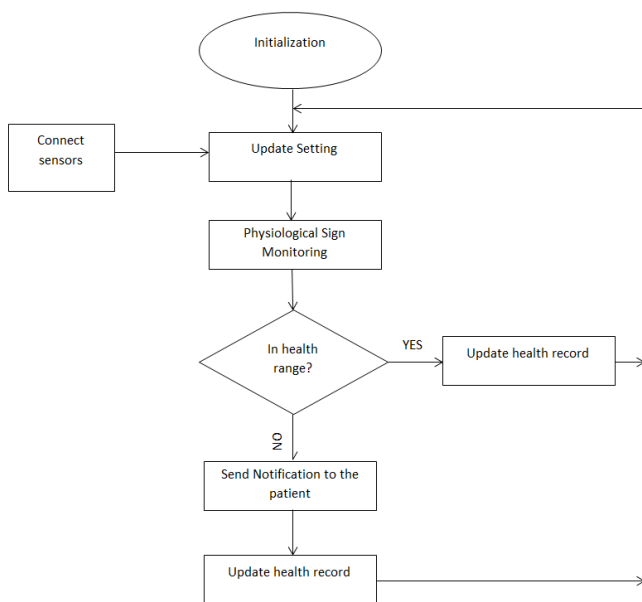 Initialization
Connect
sensors
Update Setting
Physiological Sign
Monitoring
In health
range?
YES
Update health record
NO
Send Notification to the
patient
Update health record